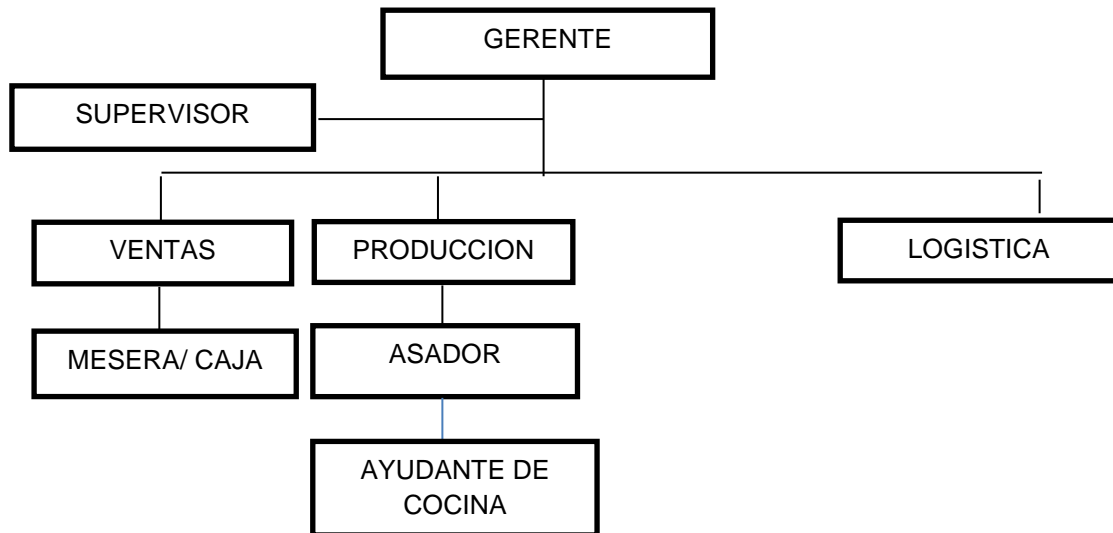 GERENTE
SUPERVISOR
VENTAS
PRODUCCION
LOGISTICA
MESERA/ CAJA
ASADOR
AYUDANTE DE
COCINA